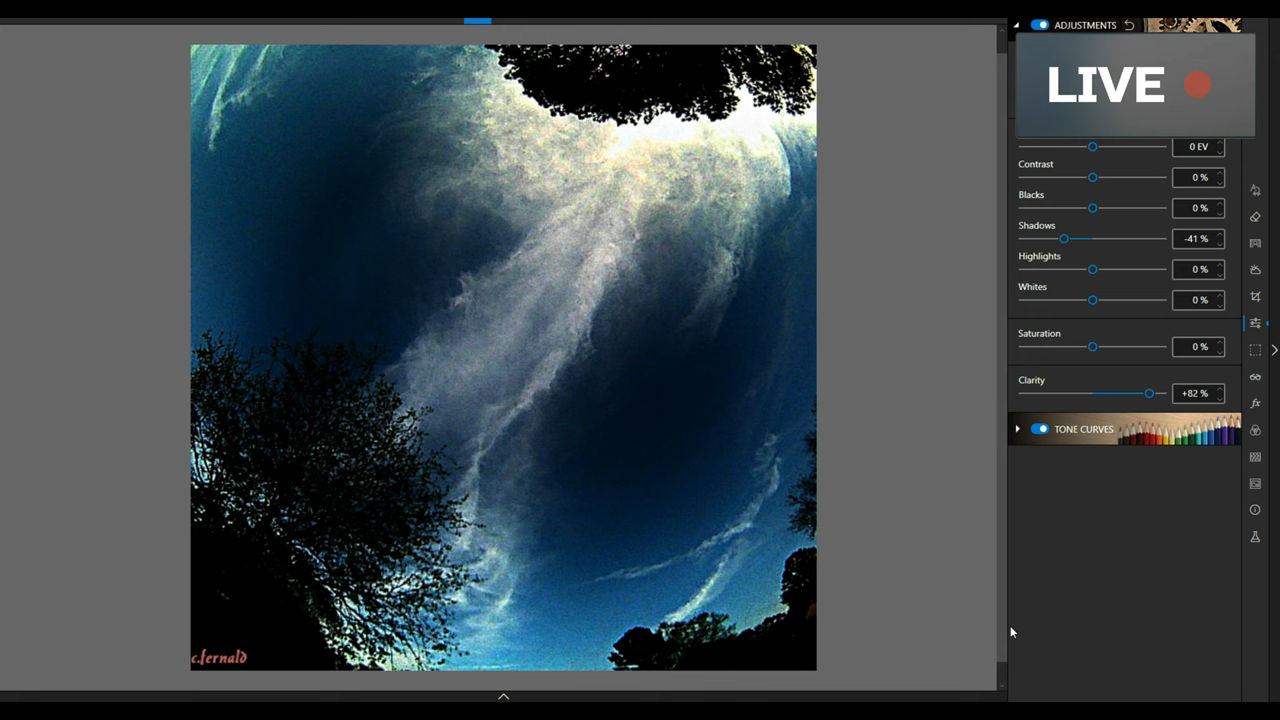 ADJUSTMENTS
LIVE
0 EV
Contrast
0 %
Blacks
0 %
Shadows
-41 %
Highlights
0 %
Whites
0 %
Saturation
0 %
Clarity
+82 %
TONE CURVES
c.fernald